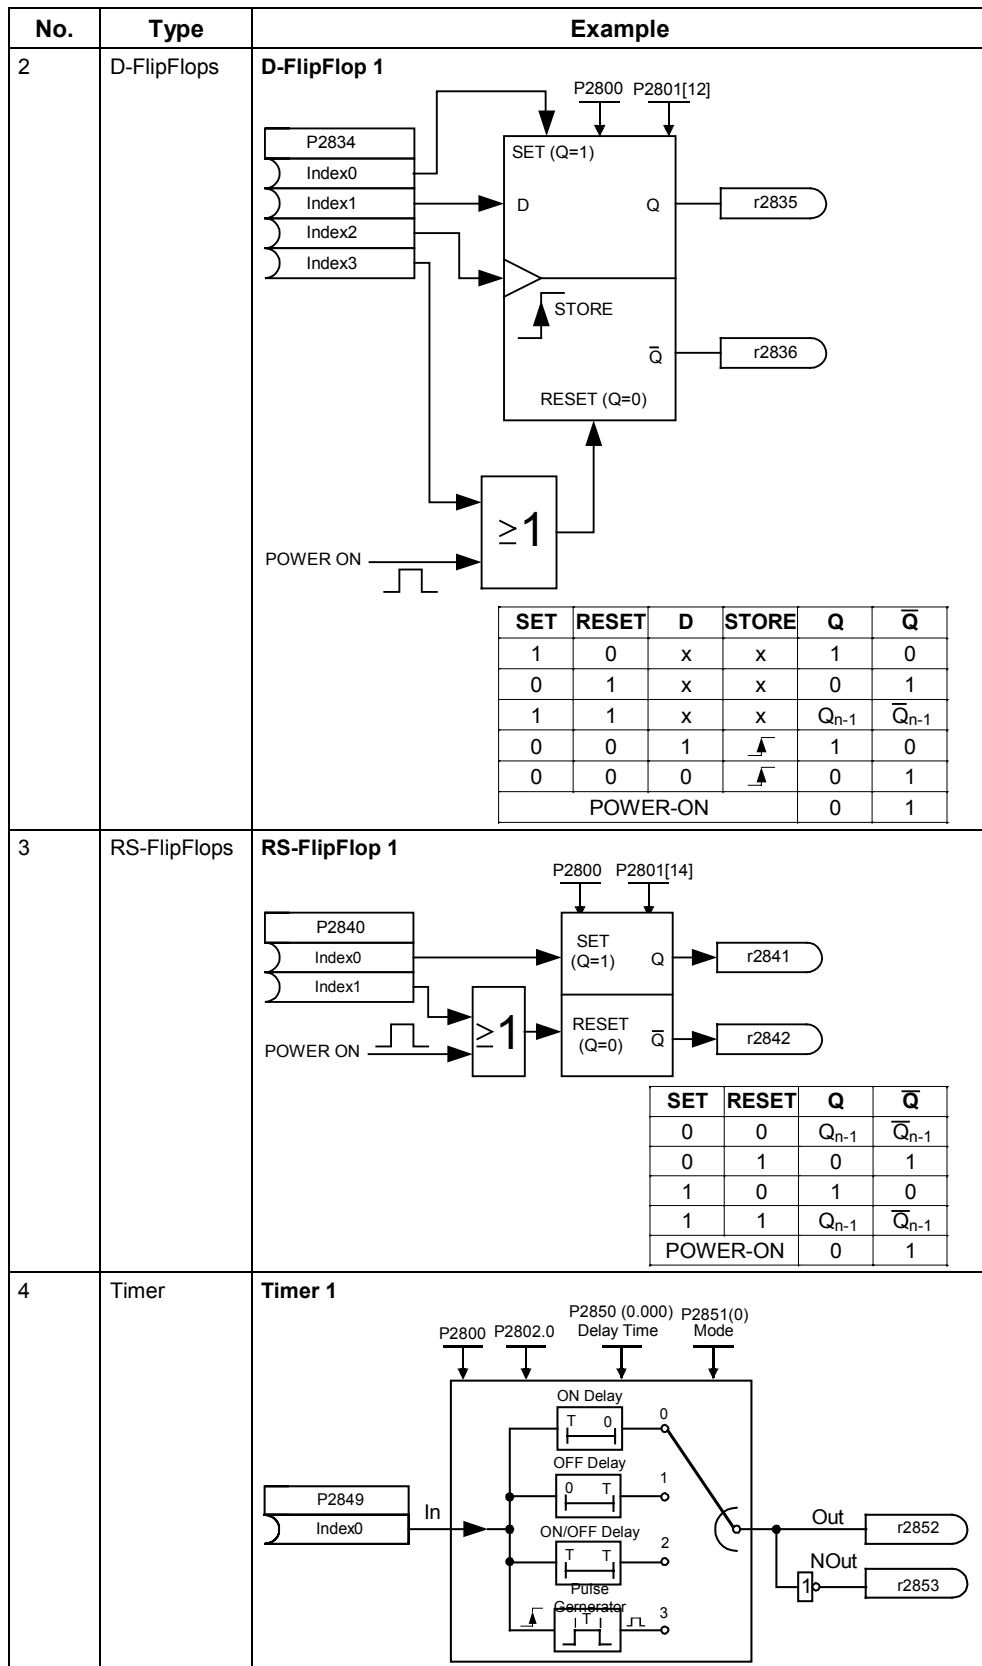 No. Type Example
2 D-FlipFlops D-FlipFlop 1
P2800 P2801[12]
P2834
Index0
Index1
Index2
Index3
SET (Q=1)
D Q r2835
STORE
Q̅ r2836
RESET (Q=0)
≥1
POWER ON
SET RESET D STORE Q Q̅
1 0 x x 1 0
0 1 x x 0 1
1 1 x x Qn-1 Q̅n-1
0 0 1 1 0
0 0 0 0 1
POWER-ON 0 1
3 RS-FlipFlops RS-FlipFlop 1
P2800 P2801[14]
P2840
Index0
Index1
SET
(Q=1) Q r2841
≥1
POWER ON
RESET
(Q=0) Q̅ r2842
SET RESET Q Q̅
0 0 Qn-1 Q̅n-1
0 1 0 1
1 0 1 0
1 1 Qn-1 Q̅n-1
POWER-ON 0 1
4 Timer Timer 1
P2850 (0.000) P2851(0)
P2800 P2802.0 Delay Time Mode
ON Delay
T 0 0
OFF Delay
0 T 1
P2849
Index0
In
ON/OFF Delay
T T 2
Pulse
Gernerator
T 3
Out r2852
NOut
1 r2853